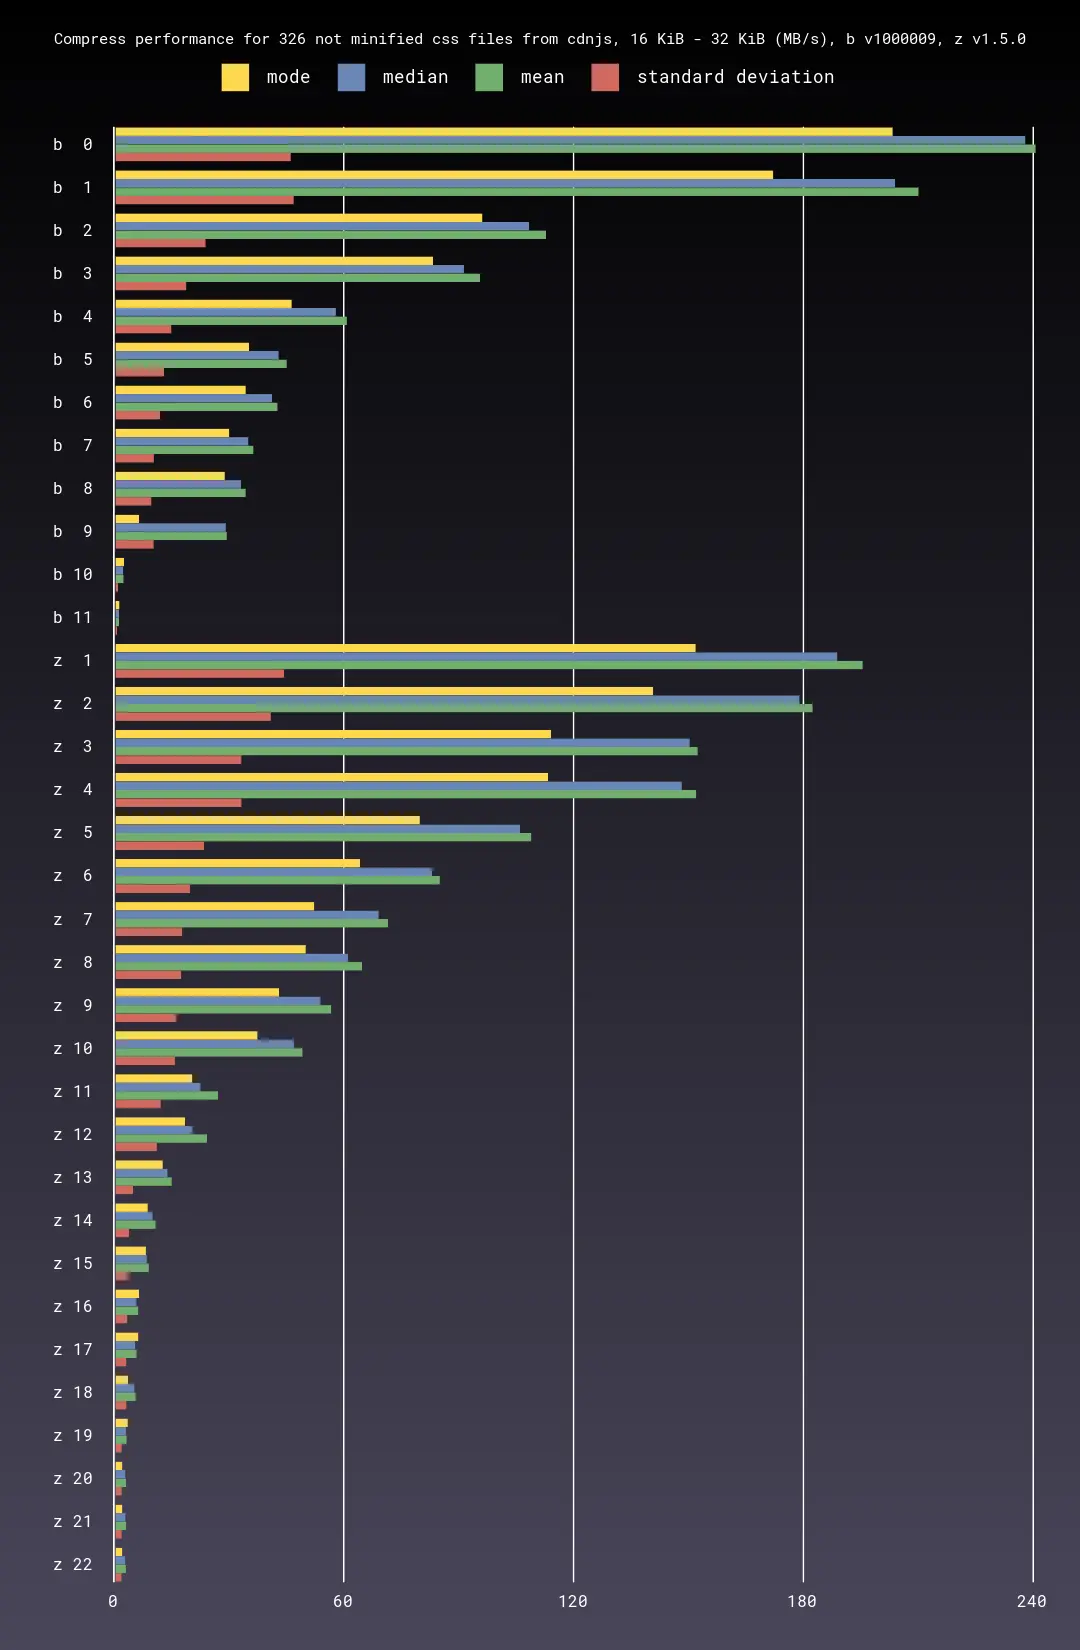 Compress performance for 326 not minified css files from cdnjs, 16 KiB - 32 KiB (MB/s), b v1000009, z v1.5.0
mode median mean standard deviation
b 0
b 1
b 2
b 3
b 4
b 5
b 6
b 7
b 8
b 9
b 10
b 11
z 1
z 2
z 3
z 4
z 5
z 6
z 7
z 8
z 9
z 10
z 11
z 12
z 13
z 14
z 15
z 16
z 17
z 18
z 19
z 20
z 21
z 22
0 60 120 180 240